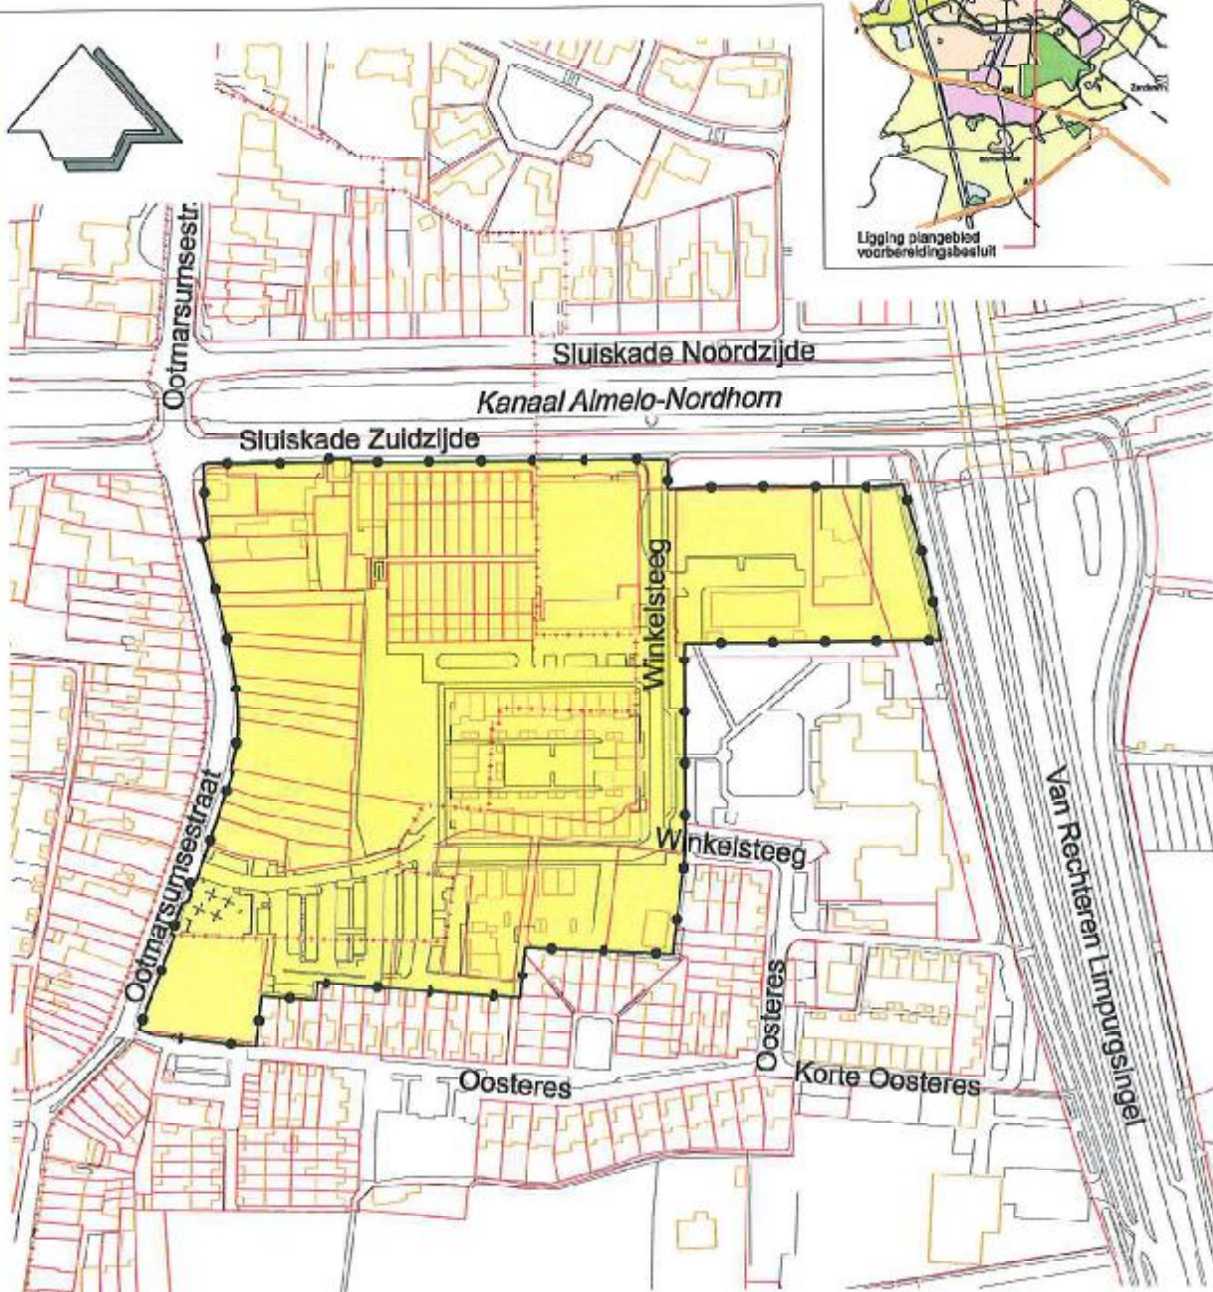 Ligging plangebied
voorbereidingsbesluit
Ootmarsumsestr.
Sluiskade Noordzijde
Kanaal Almelo-Nordhorn
Sluiskade Zuidzijde
Winkelsteeg
Ootmarsumsestraat
Winkelsteeg
Van Rechteren Limpurgsingel
Oosteres
Oosteres
Korte Oosteres